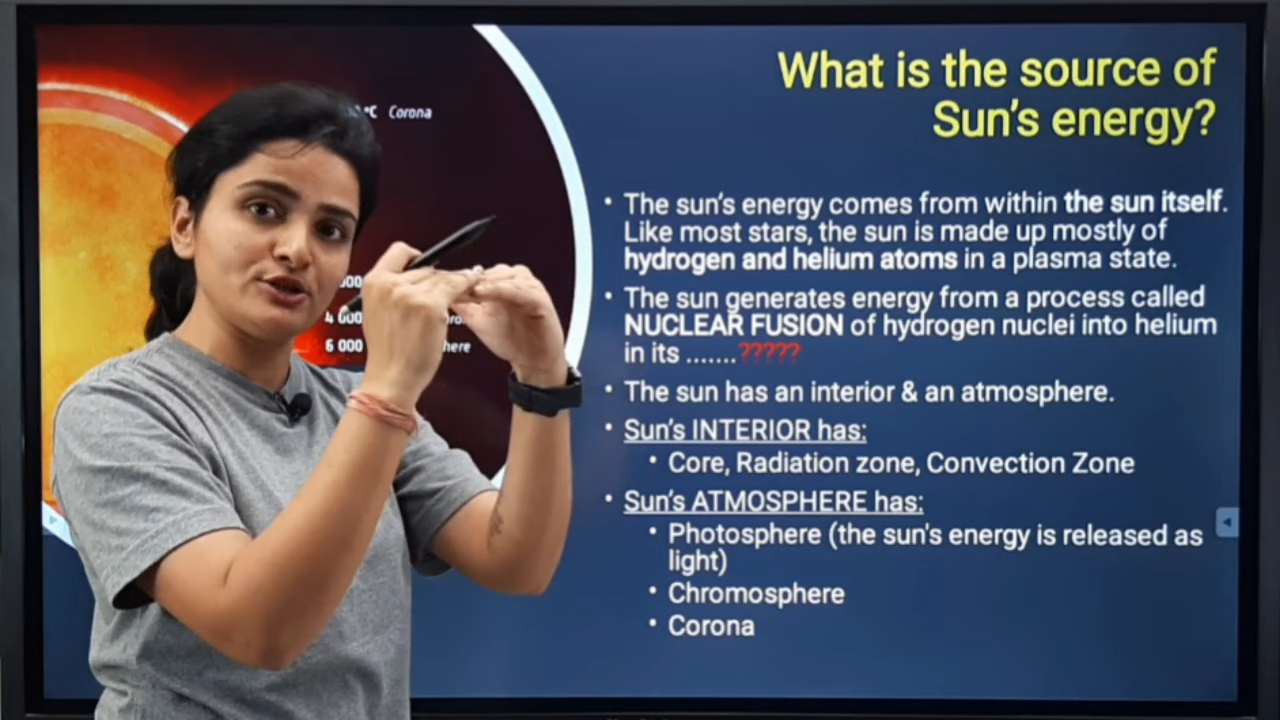 °C Corona
000
4 000
6 000 here
What is the source of
Sun's energy?
• The sun's energy comes from within the sun itself.
Like most stars, the sun is made up mostly of
hydrogen and helium atoms in a plasma state.
• The sun generates energy from a process called
NUCLEAR FUSION of hydrogen nuclei into helium
in its .......?????
• The sun has an interior & an atmosphere.
• Sun's INTERIOR has:
• Core, Radiation zone, Convection Zone
• Sun's ATMOSPHERE has:
• Photosphere (the sun's energy is released as
light)
• Chromosphere
• Corona